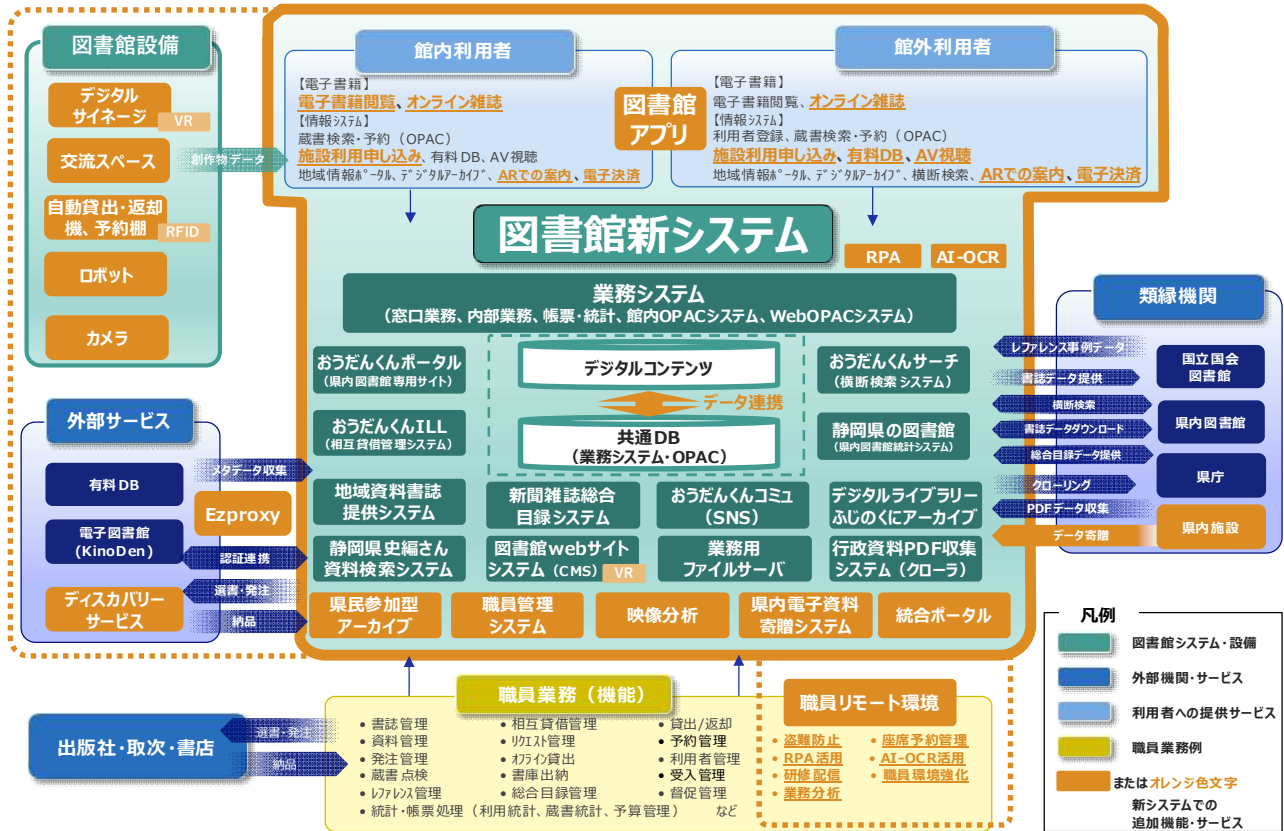 図書館設備
デジタル
サイネージ
VR
交流スペース
創作物データ
自動貸出・返却
機、予約棚
RFID
ロボット
カメラ
館内利用者
【電子書籍】
電子書籍閲覧、オンライン雑誌
【情報ｼｽﾃﾑ】
蔵書検索・予約（OPAC）
施設利用申し込み、有料DB、AV視聴
地域情報ﾎﾟｰﾀﾙ、ﾃﾞｼﾞﾀﾙｱｰｶｲﾌﾞ、ARでの案内、電子決済
図書館
アプリ
館外利用者
【電子書籍】
電子書籍閲覧、オンライン雑誌
【情報ｼｽﾃﾑ】
利用者登録、蔵書検索・予約（OPAC）
施設利用申し込み、有料DB、AV視聴
地域情報ﾎﾟｰﾀﾙ、ﾃﾞｼﾞﾀﾙｱｰｶｲﾌﾞ、横断検索、ARでの案内、電子決済
図書館新システム
RPA
AI-OCR
業務システム
（窓口業務、内部業務、帳票・統計、館内OPACシステム、WebOPACシステム）
おうだんくんポータル
（県内図書館専用サイト）
デジタルコンテンツ
おうだんくんサーチ
（横断検索システム）
データ連携
おうだんくんILL
（相互貸借管理システム）
共通DB
（業務システム・OPAC）
静岡県の図書館
（県内図書館統計システム）
地域資料書誌
提供システム
新聞雑誌総合
目録システム
おうだんくんコミュ
（SNS）
デジタルライブラリー
ふじのくにアーカイブ
静岡県史編さん
資料検索システム
図書館webサイト
システム（CMS）
VR
業務用
ファイルサーバ
行政資料PDF収集
システム（クローラ）
県民参加型
アーカイブ
職員管理
システム
映像分析
県内電子資料
寄贈システム
統合ポータル
外部サービス
有料DB
メタデータ収集
Ezproxy
電子図書館
（KinoDen）
認証連携
ディスカバリー
サービス
選書・発注
納品
類縁機関
レファレンス事例データ
書誌データ提供
横断検索
書誌データダウンロード
総合目録データ提供
クローリング
PDFデータ収集
データ寄贈
国立国会
図書館
県内図書館
県庁
県内施設
凡例
図書館システム・設備
外部機関・サービス
利用者への提供サービス
職員業務例
またはオレンジ色文字
新システムでの
追加機能・サービス
出版社・取次・書店
選書・発注
納品
職員業務（機能）
• 書誌管理
• 資料管理
• 発注管理
• 蔵書点検
• ﾚﾌｧﾚﾝｽ管理
• 統計・帳票処理（利用統計、蔵書統計、予算管理） など
• 相互貸借管理
• ﾘｸｴｽﾄ管理
• ｵﾌﾗｲﾝ貸出
• 書庫出納
• 総合目録管理
• 貸出/返却
• 予約管理
• 利用者管理
• 受入管理
• 督促管理
職員リモート環境
• 盗難防止
• RPA活用
• 研修配信
• 業務分析
• 座席予約管理
• AI-OCR活用
• 職員環境強化